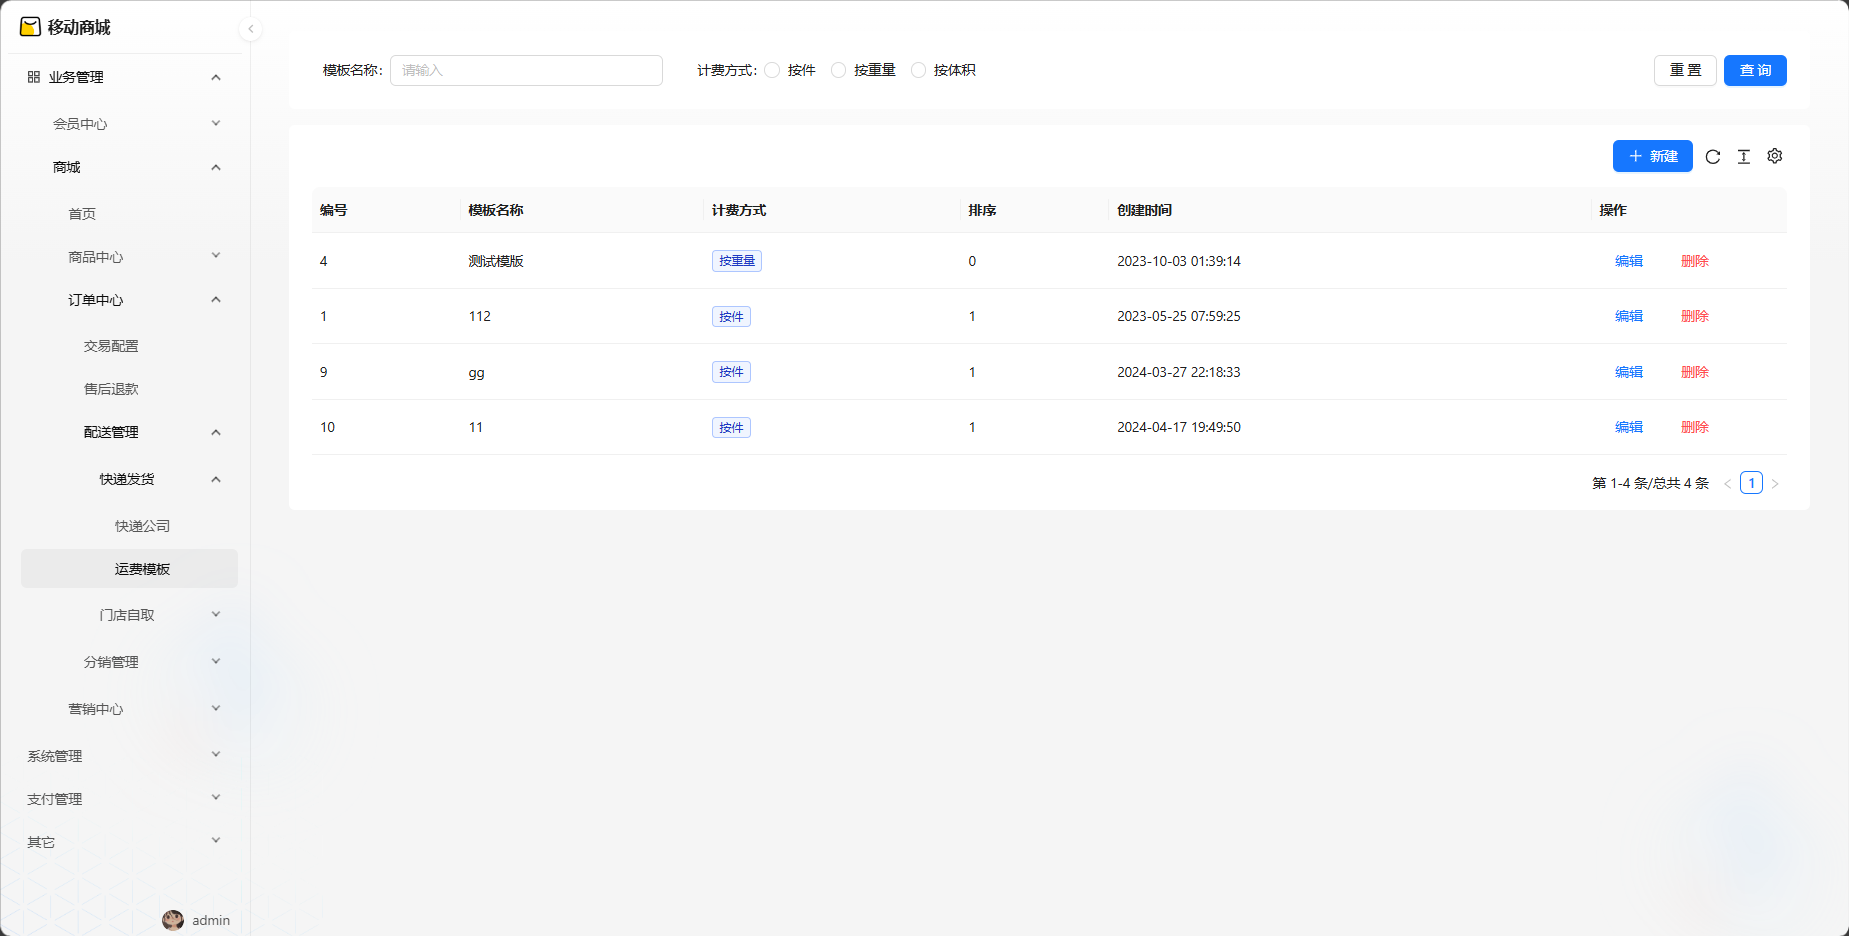 移动商城
业务管理
会员中心
商城
首页
商品中心
订单中心
交易配置
售后退款
配送管理
快递发货
快递公司
运费模板
门店自取
分销管理
营销中心
系统管理
支付管理
其它
admin
模板名称: 请输入 计费方式: 按件 按重量 按体积 重 置 查 询
新建
编号 模板名称 计费方式 排序 创建时间 操作
4 测试模版 按重量 0 2023-10-03 01:39:14 编辑 删除
1 112 按件 1 2023-05-25 07:59:25 编辑 删除
9 gg 按件 1 2024-03-27 22:18:33 编辑 删除
10 11 按件 1 2024-04-17 19:49:50 编辑 删除
第 1-4 条/总共 4 条 1